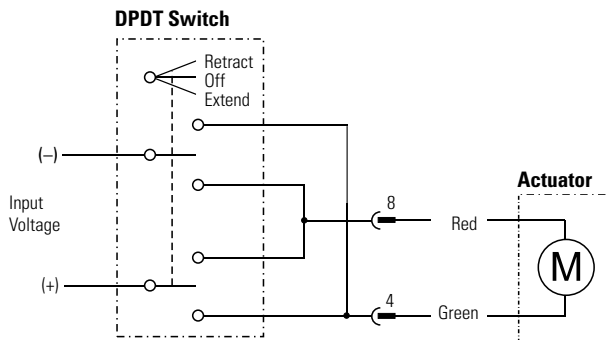 DPDT Switch
Retract
Off
Extend
(–)
Input
Voltage
(+)
8
Red
4
Green
Actuator
M